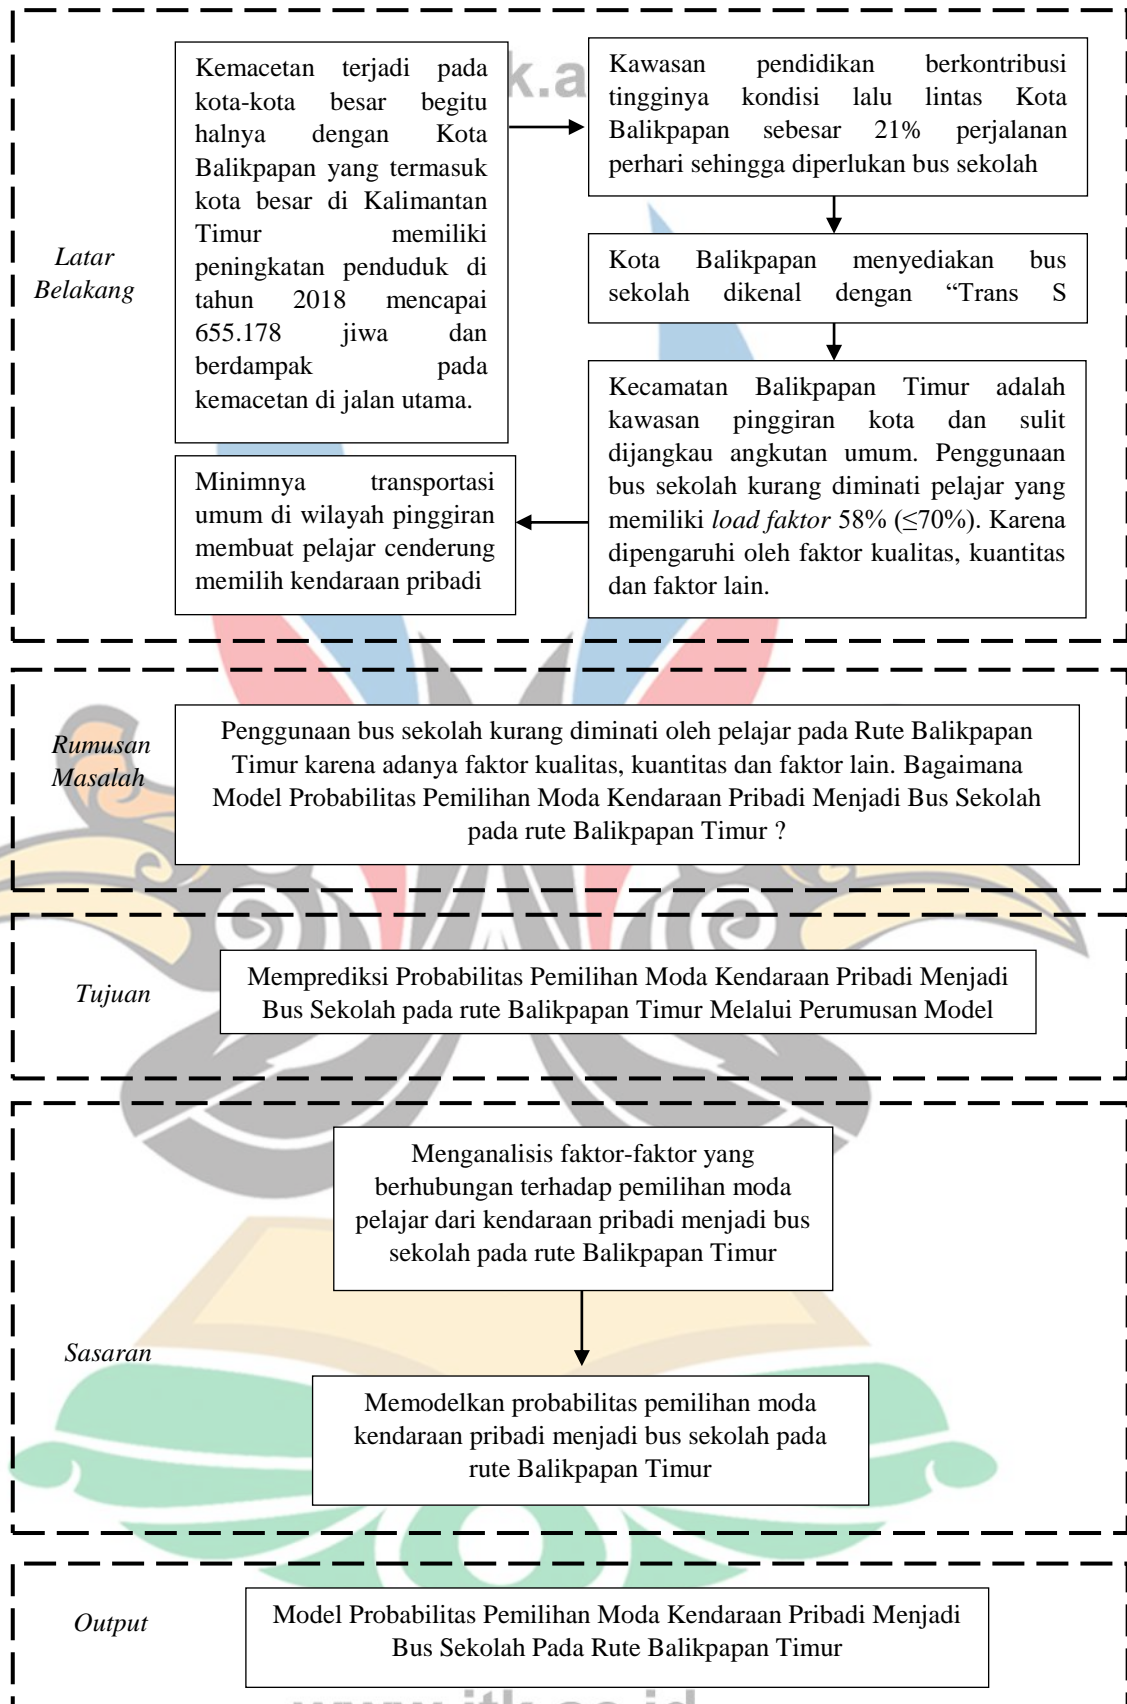 Latar
Belakang
Kemacetan terjadi pada
kota-kota besar begitu
halnya dengan Kota
Balikpapan yang termasuk
kota besar di Kalimantan
Timur memiliki
peningkatan penduduk di
tahun 2018 mencapai
655.178 jiwa dan
berdampak pada
kemacetan di jalan utama.
k.a
Kawasan pendidikan berkontribusi
tingginya kondisi lalu lintas Kota
Balikpapan sebesar 21% perjalanan
perhari sehingga diperlukan bus sekolah
Kota Balikpapan menyediakan bus
sekolah dikenal dengan “Trans S
Kecamatan Balikpapan Timur adalah
kawasan pinggiran kota dan sulit
dijangkau angkutan umum. Penggunaan
bus sekolah kurang diminati pelajar yang
memiliki load faktor 58% (≤70%). Karena
dipengaruhi oleh faktor kualitas, kuantitas
dan faktor lain.
Minimnya transportasi
umum di wilayah pinggiran
membuat pelajar cenderung
memilih kendaraan pribadi
Rumusan
Masalah
Penggunaan bus sekolah kurang diminati oleh pelajar pada Rute Balikpapan
Timur karena adanya faktor kualitas, kuantitas dan faktor lain. Bagaimana
Model Probabilitas Pemilihan Moda Kendaraan Pribadi Menjadi Bus Sekolah
pada rute Balikpapan Timur ?
Tujuan
Memprediksi Probabilitas Pemilihan Moda Kendaraan Pribadi Menjadi
Bus Sekolah pada rute Balikpapan Timur Melalui Perumusan Model
Sasaran
Menganalisis faktor-faktor yang
berhubungan terhadap pemilihan moda
pelajar dari kendaraan pribadi menjadi bus
sekolah pada rute Balikpapan Timur
Memodelkan probabilitas pemilihan moda
kendaraan pribadi menjadi bus sekolah pada
rute Balikpapan Timur
Output
Model Probabilitas Pemilihan Moda Kendaraan Pribadi Menjadi
Bus Sekolah Pada Rute Balikpapan Timur
www.itk.ac.id